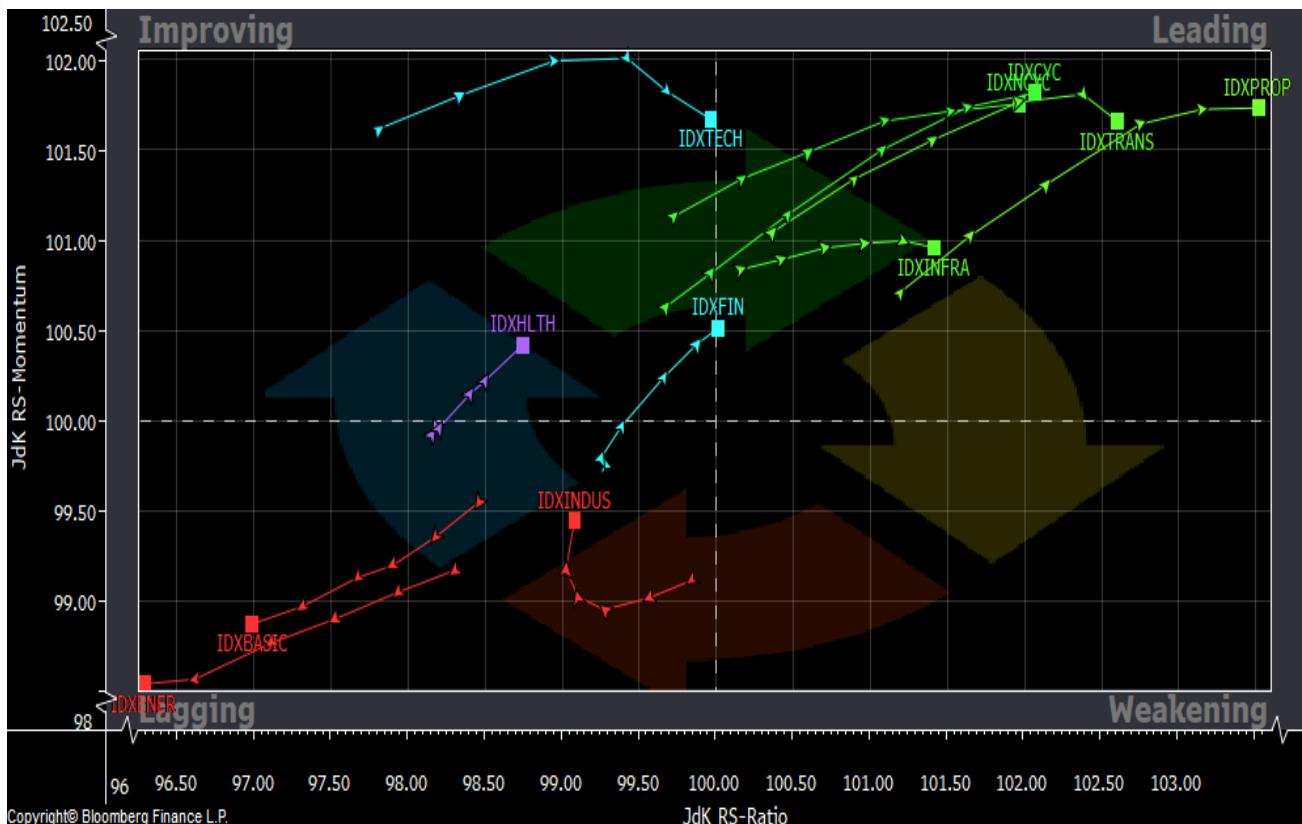 102.50
Improving
Leading
102.00
IDXCYC
IDXNCYC
IDXPROP
IDXTECH
IDXTRANS
101.50
101.00
IDXINFRA
IDXFIN
IDXHLTH
100.50
JdK RS-Momentum
100.00
99.50
IDXINDUS
99.00
IDXBASIC
IDXENER
Lagging
Weakening
98
96 96.50 97.00 97.50 98.00 98.50 99.00 99.50 100.00 100.50 101.00 101.50 102.00 102.50 103.00
Copyright© Bloomberg Finance L.P.
JdK RS-Ratio